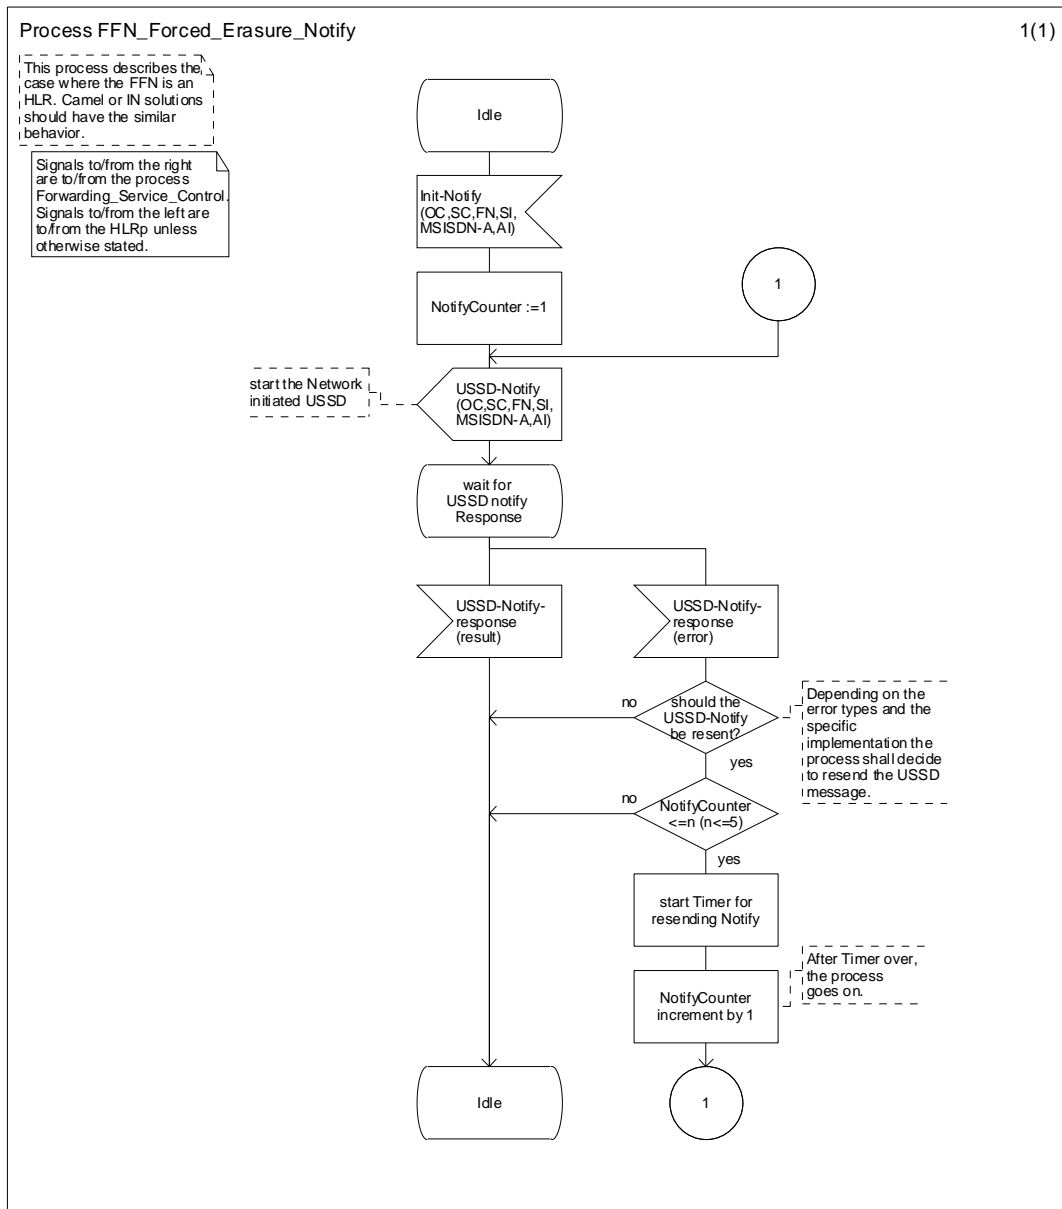 Process FFN_Forced_Erasure_Notify
1(1)
This process describes the
case where the FFN is an
HLR. Camel or IN solutions
should have the similar
behavior.
Signals to/from the right
are to/from the process
Forwarding_Service_Control.
Signals to/from the left are
to/from the HLRp unless
otherwise stated.
Idle
Init-Notify
(OC,SC,FN,SI,
MSISDN-A,AI)
NotifyCounter :=1
1
start the Network
initiated USSD
USSD-Notify
(OC,SC,FN,SI,
MSISDN-A,AI)
wait for
USSD notify
Response
USSD-Notify-
response
(result)
USSD-Notify-
response
(error)
no
should the
USSD-Notify
be resent?
Depending on the
error types and the
specific
implementation the
process shall decide
to resend the USSD
message.
yes
no
NotifyCounter
<=n (n<=5)
yes
start Timer for
resending Notify
After Timer over,
the process
goes on.
NotifyCounter
increment by 1
Idle
1